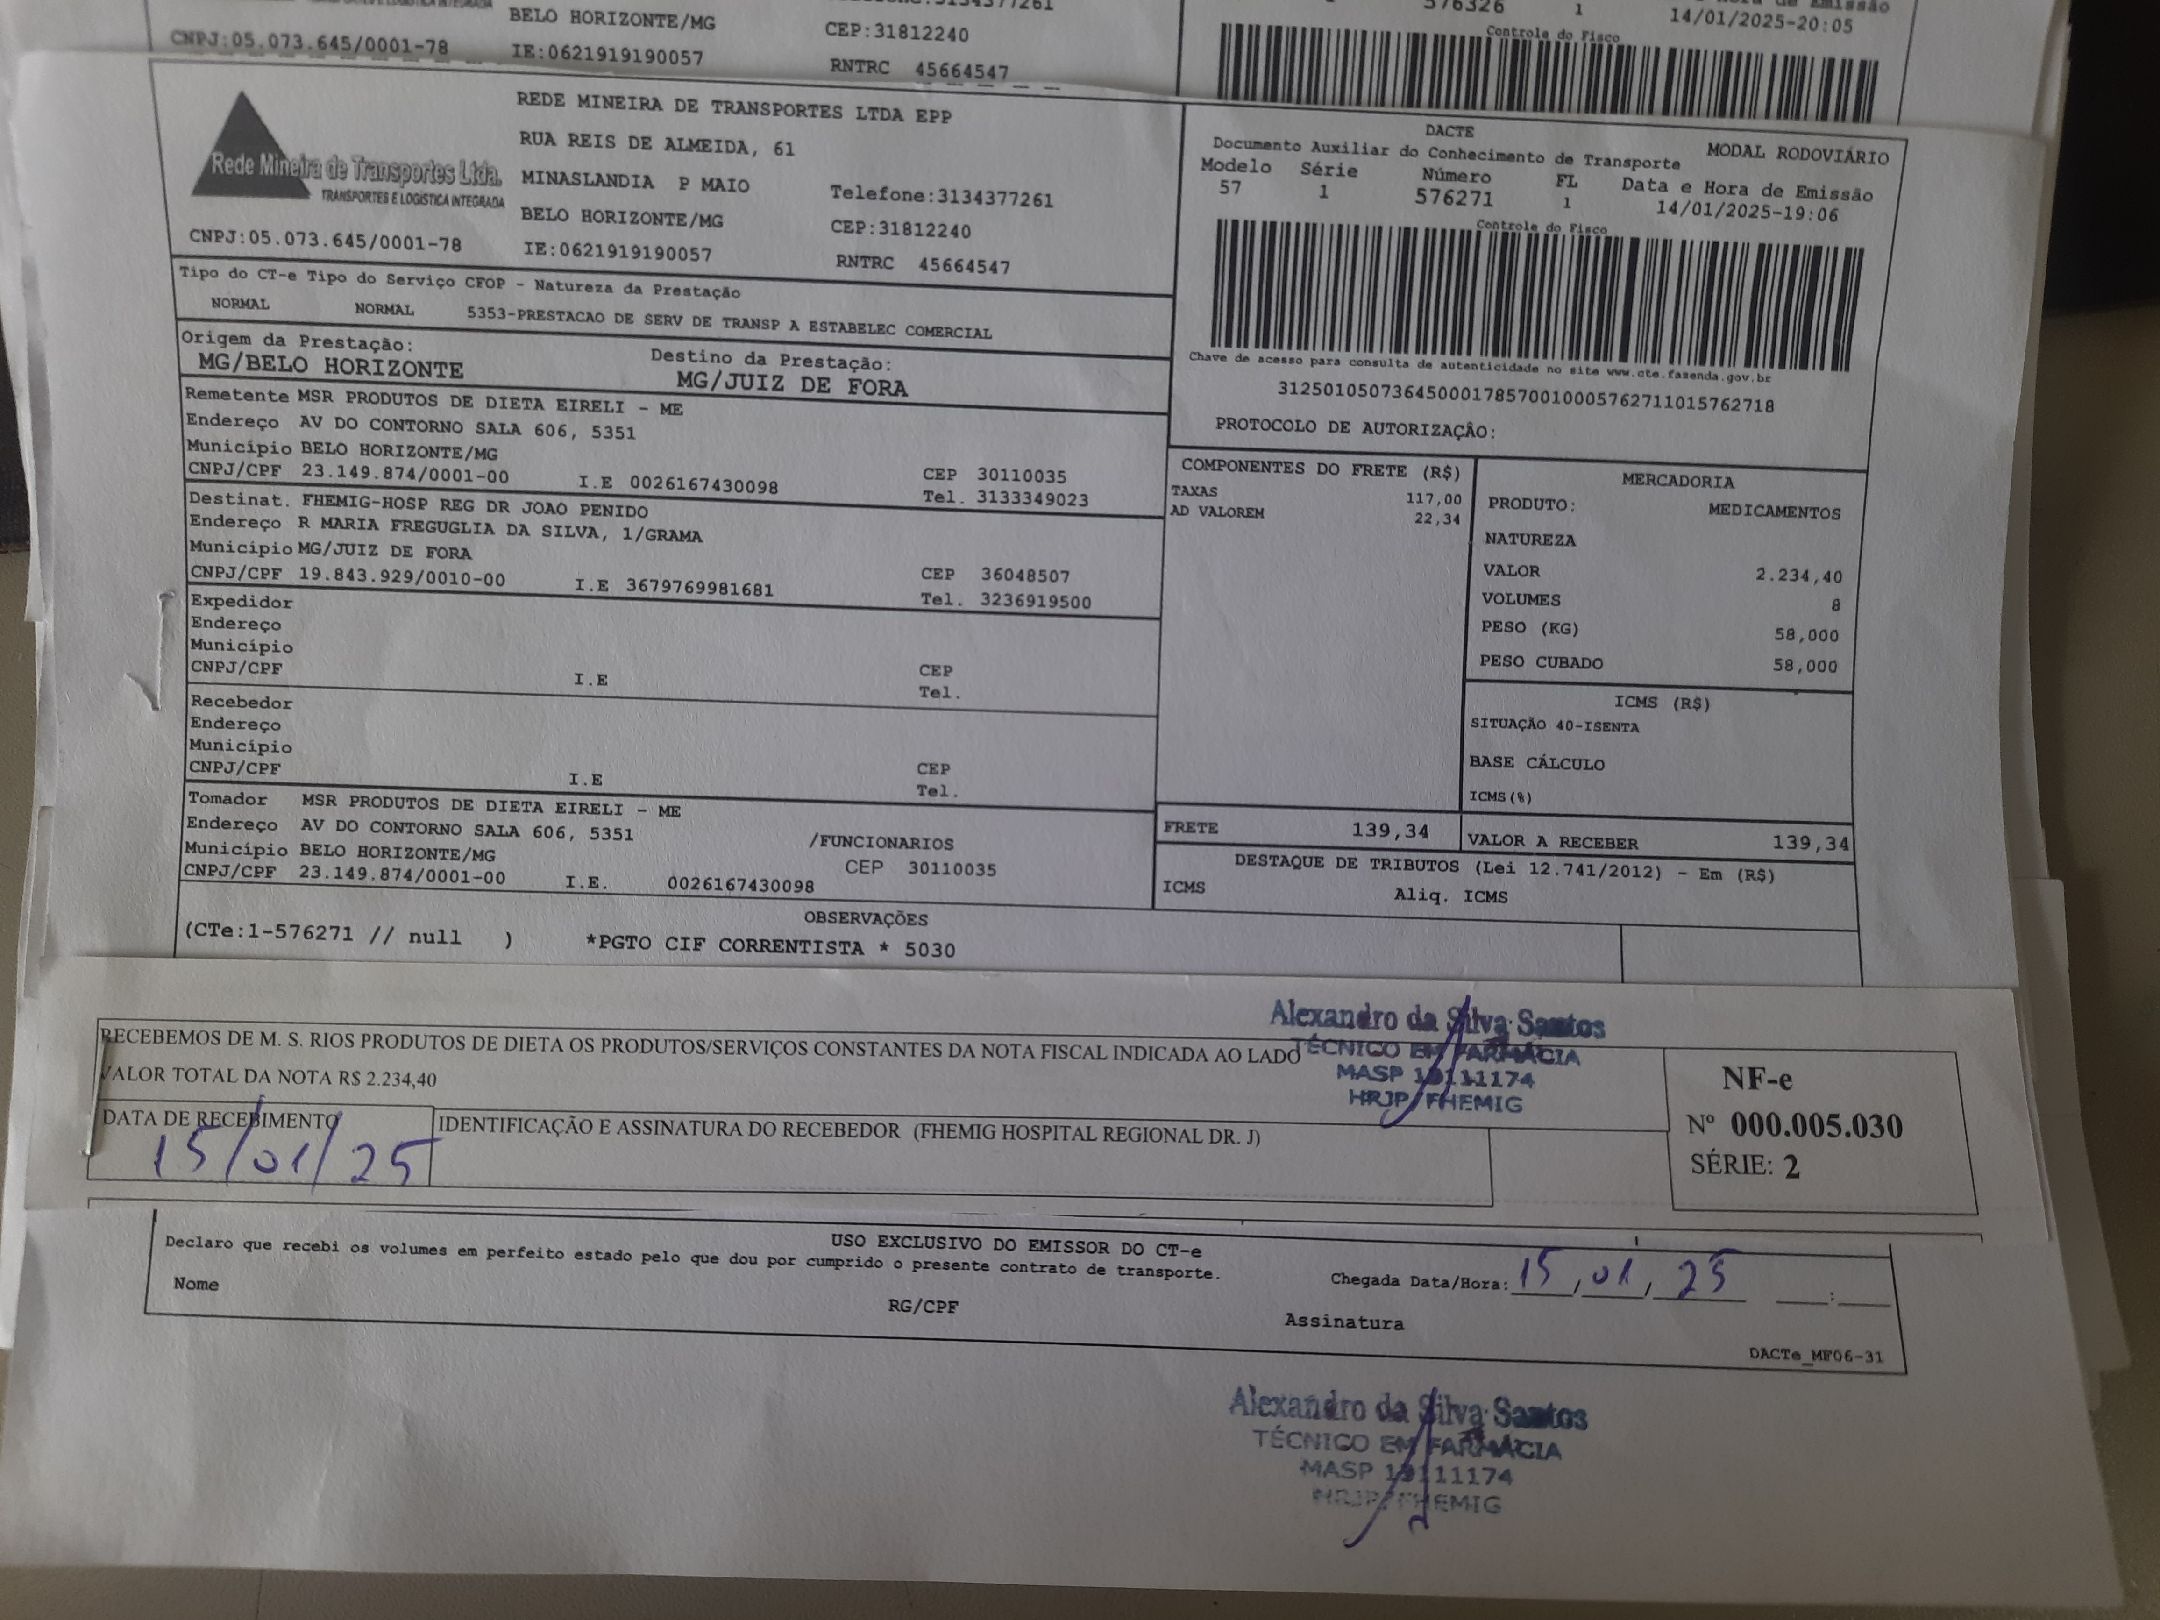 BELO HORIZONTE/MG
CEP:31812240
576326
1
14/01/2025-20:05
Controle do Fisco
CNPJ:05.073.645/0001-78
IE:0621919190057
RNTRC 45664547
Rede Mineira de Transportes Ltda.
TRANSPORTES E LOGÍSTICA INTEGRADA
CNPJ:05.073.645/0001-78
REDE MINEIRA DE TRANSPORTES LTDA EPP
RUA REIS DE ALMEIDA, 61
MINASLANDIA P MAIO
Telefone:3134377261
BELO HORIZONTE/MG
CEP:31812240
IE:0621919190057
RNTRC 45664547
DACTE
Documento Auxiliar do Conhecimento de Transporte
MODAL RODOVIÁRIO
Modelo Série Número FL Data e Hora de Emissão
57 1 576271 1 14/01/2025-19:06
Controle do Fisco
Chave de acesso para consulta de autenticidade no site www.cte.fazenda.gov.br
31250105073645000178570010005762711015762718
PROTOCOLO DE AUTORIZAÇÂO:
Tipo do CT-e Tipo do Serviço CFOP - Natureza da Prestação
NORMAL NORMAL 5353-PRESTACAO DE SERV DE TRANSP A ESTABELEC COMERCIAL
Origem da Prestação: Destino da Prestação:
MG/BELO HORIZONTE MG/JUIZ DE FORA
Remetente MSR PRODUTOS DE DIETA EIRELI - ME
Endereço AV DO CONTORNO SALA 606, 5351
Município BELO HORIZONTE/MG CEP 30110035
CNPJ/CPF 23.149.874/0001-00 I.E 0026167430098 Tel. 3133349023
Destinat. FHEMIG-HOSP REG DR JOAO PENIDO
Endereço R MARIA FREGUGLIA DA SILVA, 1/GRAMA
Município MG/JUIZ DE FORA CEP 36048507
CNPJ/CPF 19.843.929/0010-00 I.E 3679769981681 Tel. 3236919500
Expedidor
Endereço
Município CEP
CNPJ/CPF I.E Tel.
Recebedor
Endereço
Município CEP
CNPJ/CPF I.E Tel.
Tomador MSR PRODUTOS DE DIETA EIRELI - ME
Endereço AV DO CONTORNO SALA 606, 5351 /FUNCIONARIOS
Município BELO HORIZONTE/MG CEP 30110035
CNPJ/CPF 23.149.874/0001-00 I.E. 0026167430098
COMPONENTES DO FRETE (R$)
TAXAS 117,00
AD VALOREM 22,34
MERCADORIA
PRODUTO: MEDICAMENTOS
NATUREZA
VALOR 2.234,40
VOLUMES 8
PESO (KG) 58,000
PESO CUBADO 58,000
ICMS (R$)
SITUAÇÃO 40-ISENTA
BASE CÁLCULO
ICMS(%)
FRETE 139,34
VALOR A RECEBER 139,34
DESTAQUE DE TRIBUTOS (Lei 12.741/2012) - Em (R$)
ICMS Aliq. ICMS
OBSERVAÇÕES
(CTe:1-576271 // null ) *PGTO CIF CORRENTISTA * 5030
RECEBEMOS DE M. S. RIOS PRODUTOS DE DIETA OS PRODUTOS/SERVIÇOS CONSTANTES DA NOTA FISCAL INDICADA AO LADO
VALOR TOTAL DA NOTA R$ 2.234,40
Alexandro da Silva Santos
TÉCNICO EM FARMÁCIA
MASP 19111174
HRJP/FHEMIG
DATA DE RECEBIMENTO
15/01/25
IDENTIFICAÇÃO E ASSINATURA DO RECEBEDOR (FHEMIG HOSPITAL REGIONAL DR. J)
NF-e
Nº 000.005.030
SÉRIE: 2
USO EXCLUSIVO DO EMISSOR DO CT-e
Declaro que recebi os volumes em perfeito estado pelo que dou por cumprido o presente contrato de transporte.
Chegada Data/Hora: 15,01,25 :
Nome RG/CPF Assinatura
DACTe_MF06-31
Alexandro da Silva Santos
TÉCNICO EM FARMÁCIA
MASP 19111174
HRJP/FHEMIG